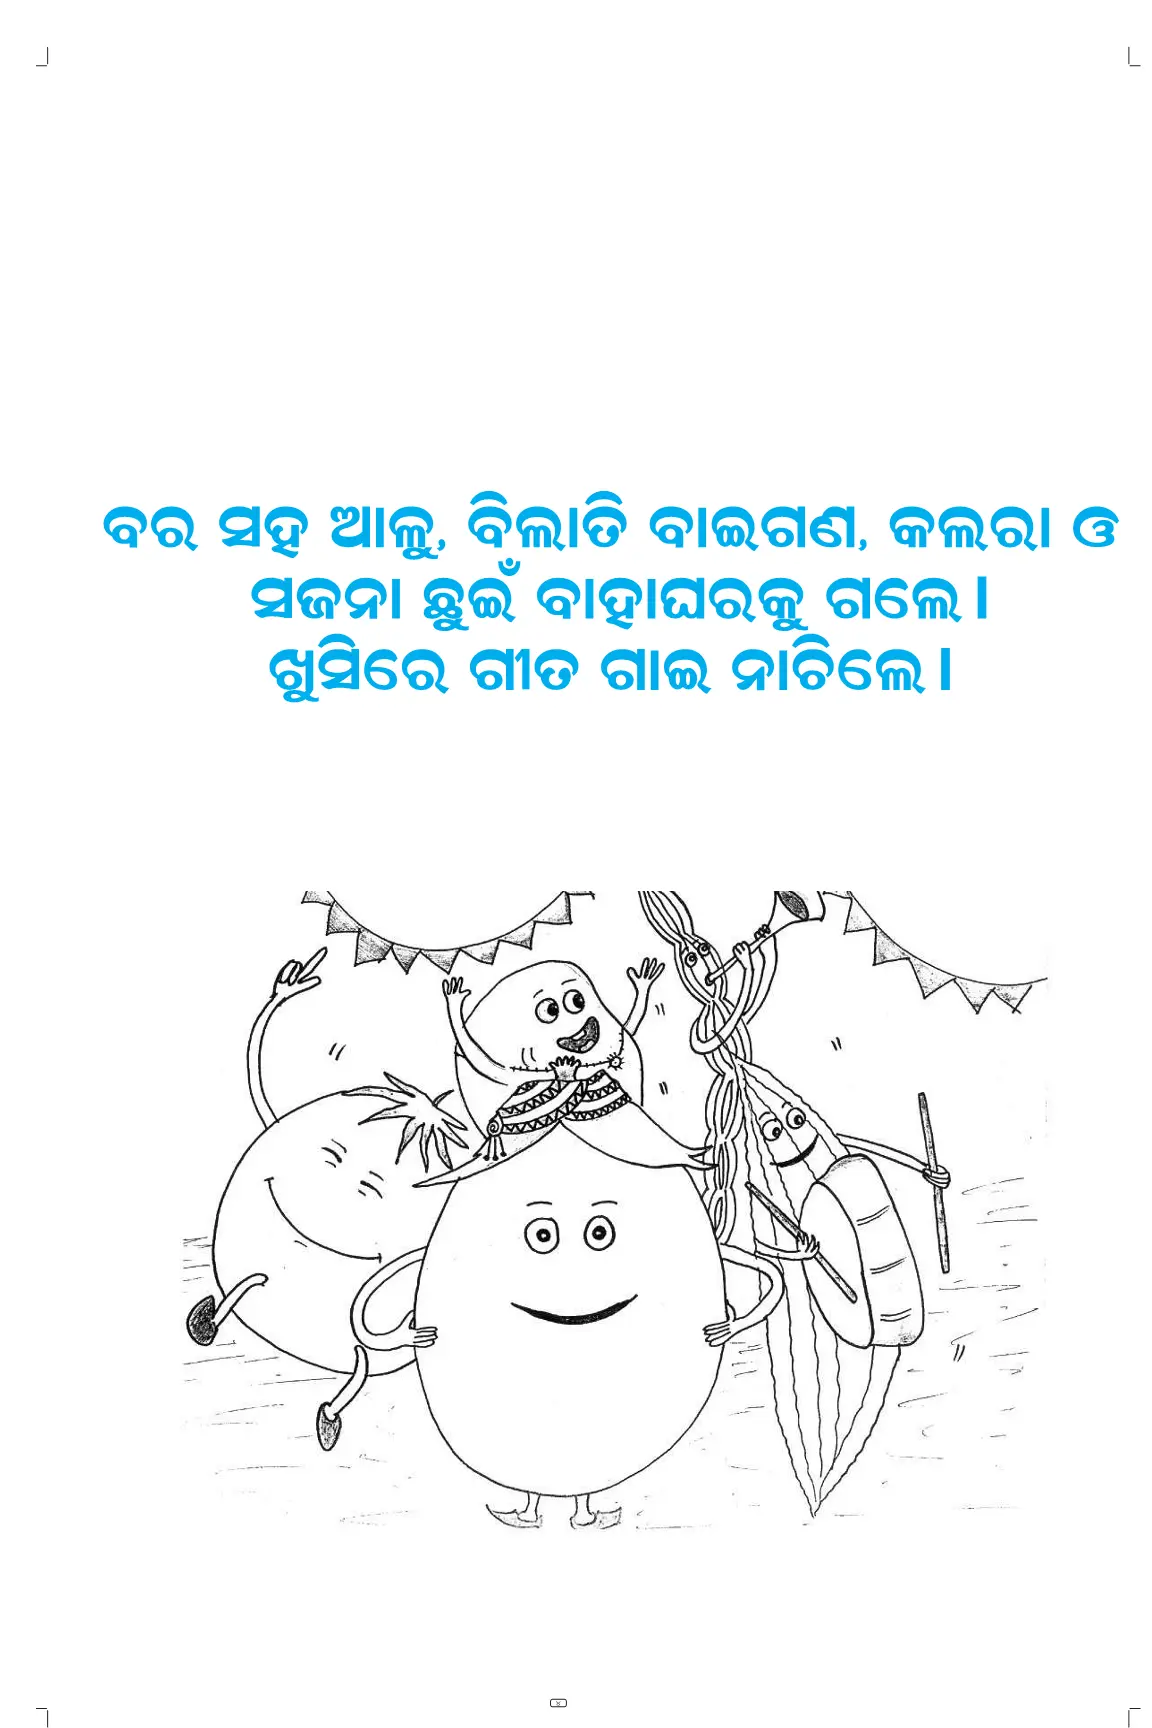 ବର ସହ ଆଳୁ, ବିଲାତି ବାଇଗଣ, କଲରା ଓ
ସଜନା ଛୁଇଁ ବାହାଘରକୁ ଗଲେ।
ଖୁସିରେ ଗୀତ ଗାଇ ନାଚିଲେ।